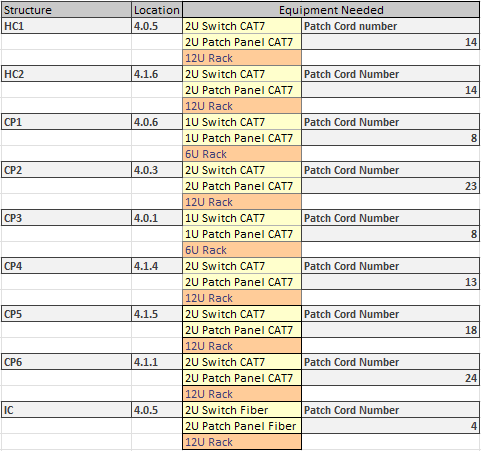 Structure Location Equipment Needed
HC1 4.0.5 2U Switch CAT7 Patch Cord number
2U Patch Panel CAT7 14
12U Rack
HC2 4.1.6 2U Switch CAT7 Patch Cord Number
2U Patch Panel CAT7 14
12U Rack
CP1 4.0.6 1U Switch CAT7 Patch Cord Number
1U Patch Panel CAT7 8
6U Rack
CP2 4.0.3 2U Switch CAT7 Patch Cord Number
2U Patch Panel CAT7 23
12U Rack
CP3 4.0.1 1U Switch CAT7 Patch Cord Number
1U Patch Panel CAT7 8
6U Rack
CP4 4.1.4 2U Switch CAT7 Patch Cord Number
2U Patch Panel CAT7 13
12U Rack
CP5 4.1.5 2U Switch CAT7 Patch Cord Number
2U Patch Panel CAT7 18
12U Rack
CP6 4.1.1 2U Switch CAT7 Patch Cord Number
2U Patch Panel CAT7 24
12U Rack
IC 4.0.5 2U Switch Fiber Patch Cord Number
2U Patch Panel Fiber 4
12U Rack